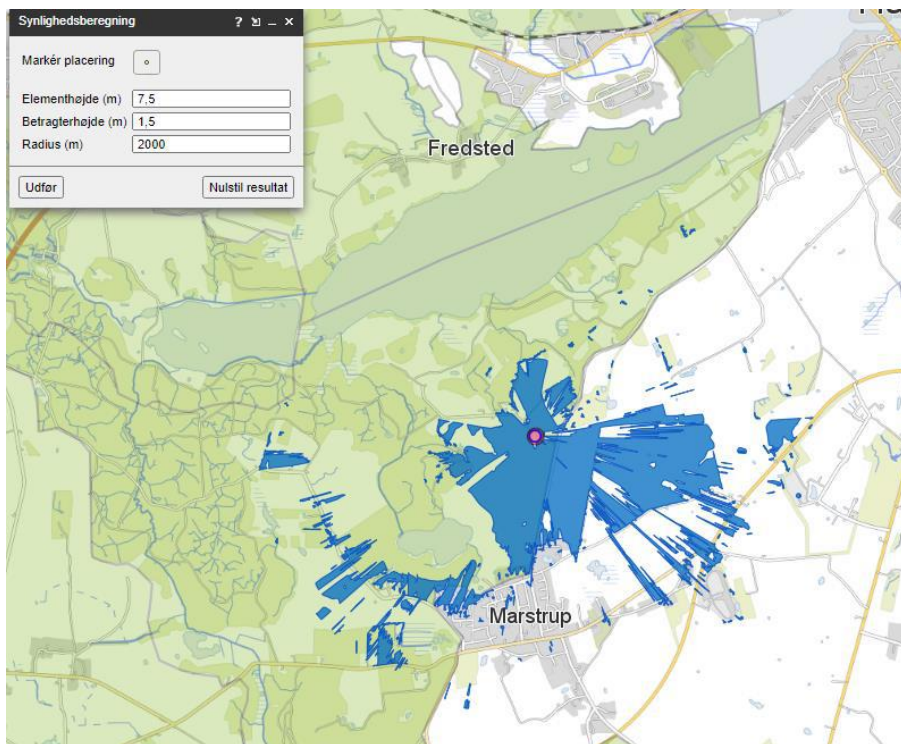 Synlighedsberegning
Markér placering
Elementhøjde (m) 7,5
Betragterhøjde (m) 1,5
Radius (m) 2000
Udfør Nulstil resultat
Fredsted
Marstrup